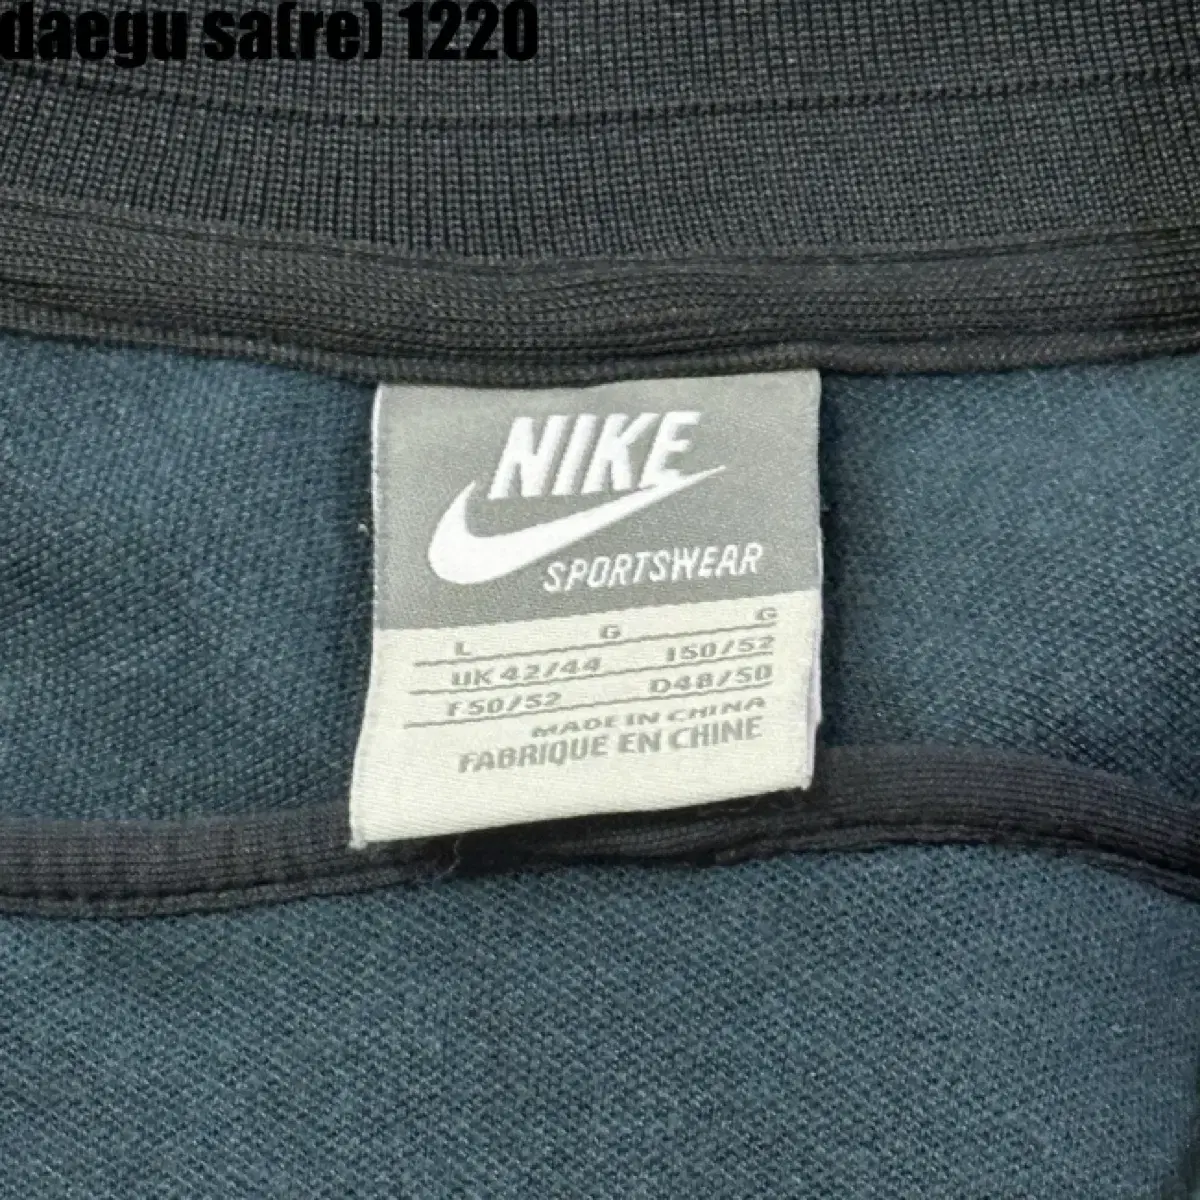 daegu sa(re) 1220
NIKE
SPORTSWEAR
L G G
UK 42/44 I50/52
F50/52 D48/50
MADE IN CHINA
FABRIQUE EN CHINE